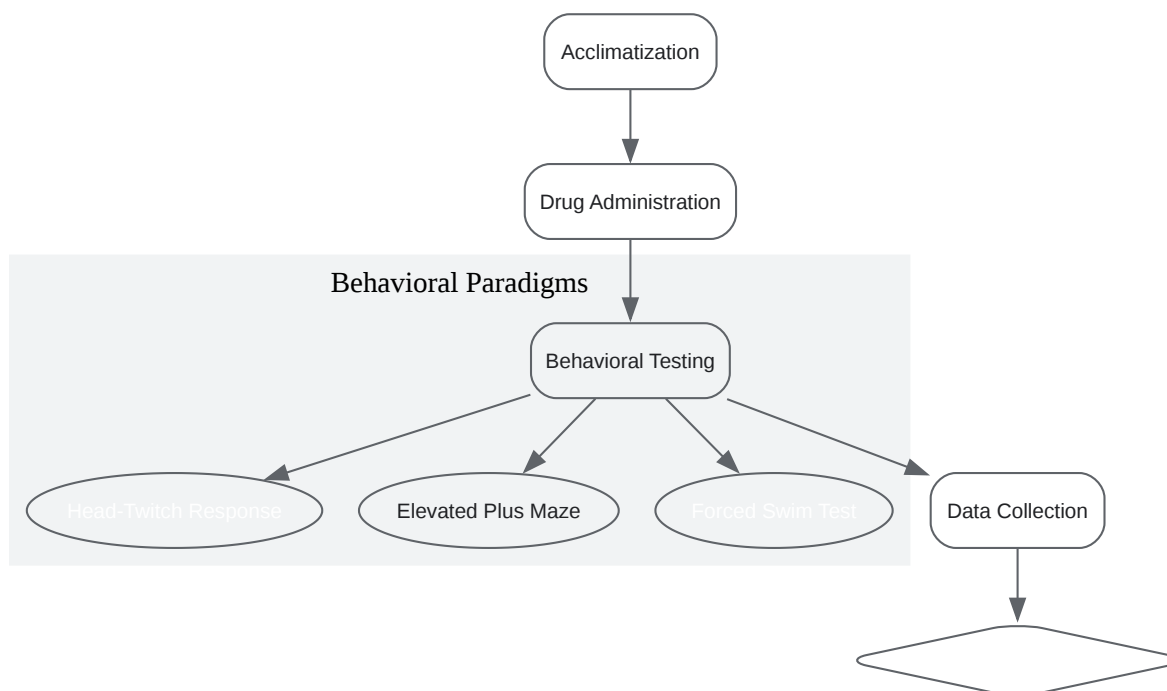 Acclimatization
Drug Administration
Behavioral Paradigms
Behavioral Testing
Head-Twitch Response
Elevated Plus Maze
Forced Swim Test
Data Collection